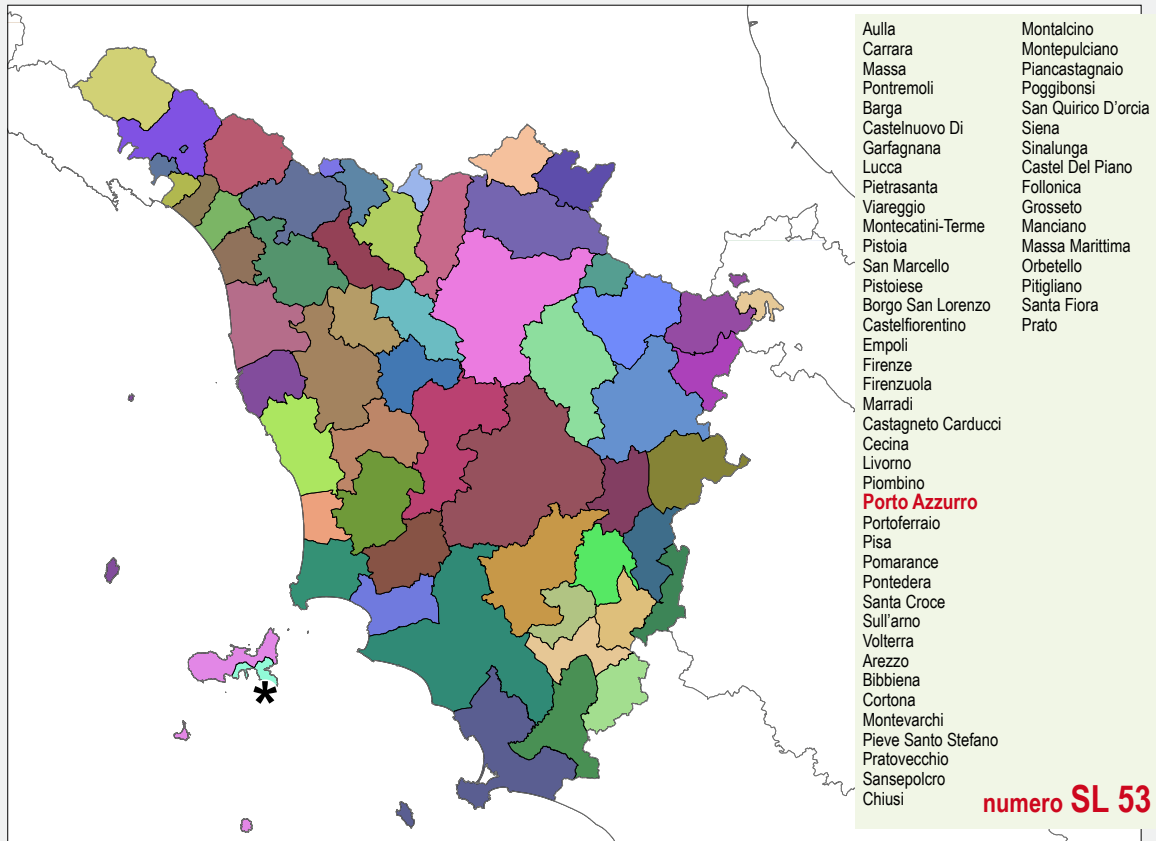 Aulla
Carrara
Massa
Pontremoli
Barga
Castelnuovo Di
Garfagnana
Lucca
Pietrasanta
Viareggio
Montecatini-Terme
Pistoia
San Marcello
Pistoiese
Borgo San Lorenzo
Castelfiorentino
Empoli
Firenze
Firenzuola
Marradi
Castagneto Carducci
Cecina
Livorno
Piombino
Porto Azzurro
Portoferraio
Pisa
Pomarance
Pontedera
Santa Croce
Sull'arno
Volterra
Arezzo
Bibbiena
Cortona
Montevarchi
Pieve Santo Stefano
Pratovecchio
Sansepolcro
Chiusi
Montalcino
Montepulciano
Piancastagnaio
Poggibonsi
San Quirico D'orcia
Siena
Sinalunga
Castel Del Piano
Follonica
Grosseto
Manciano
Massa Marittima
Orbetello
Pitigliano
Santa Fiora
Prato
numero SL 53
*